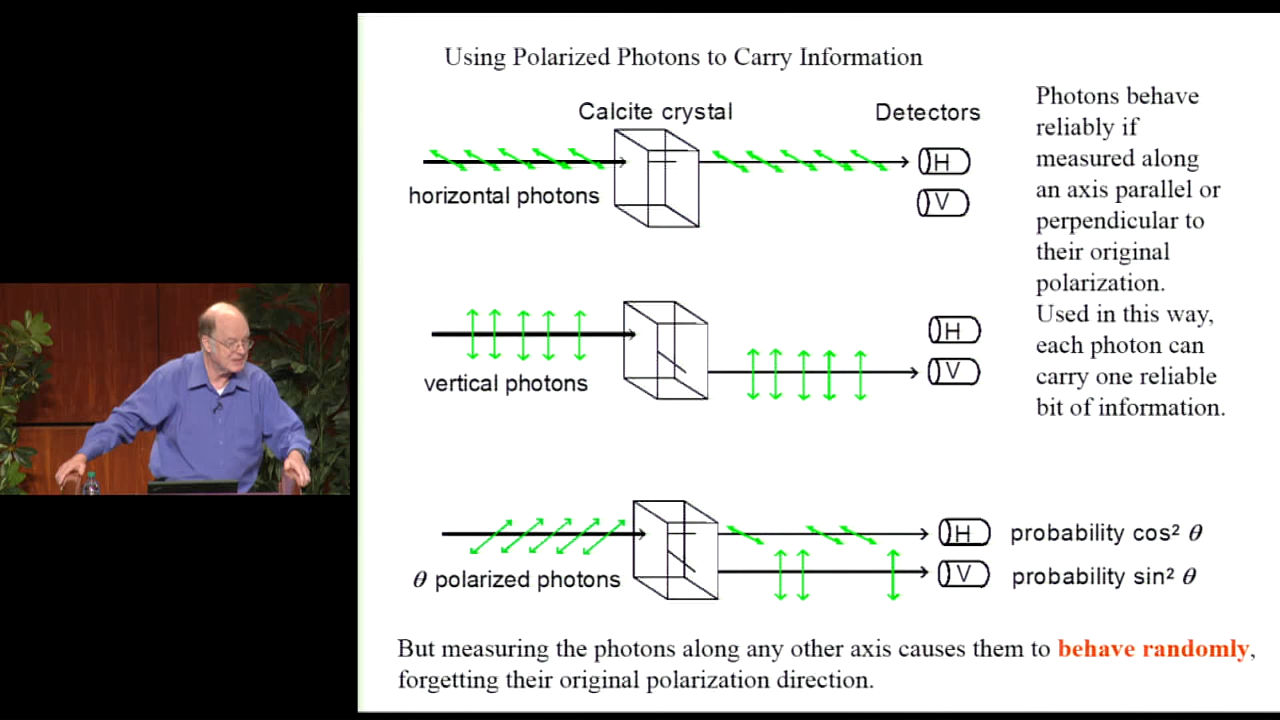 Using Polarized Photons to Carry Information
Calcite crystal
Detectors
H
horizontal photons
V
Photons behave
reliably if
measured along
an axis parallel or
perpendicular to
their original
polarization.
Used in this way,
each photon can
carry one reliable
bit of information.
H
vertical photons
V
H
probability cos² θ
θ polarized photons
V
probability sin² θ
But measuring the photons along any other axis causes them to behave randomly,
forgetting their original polarization direction.